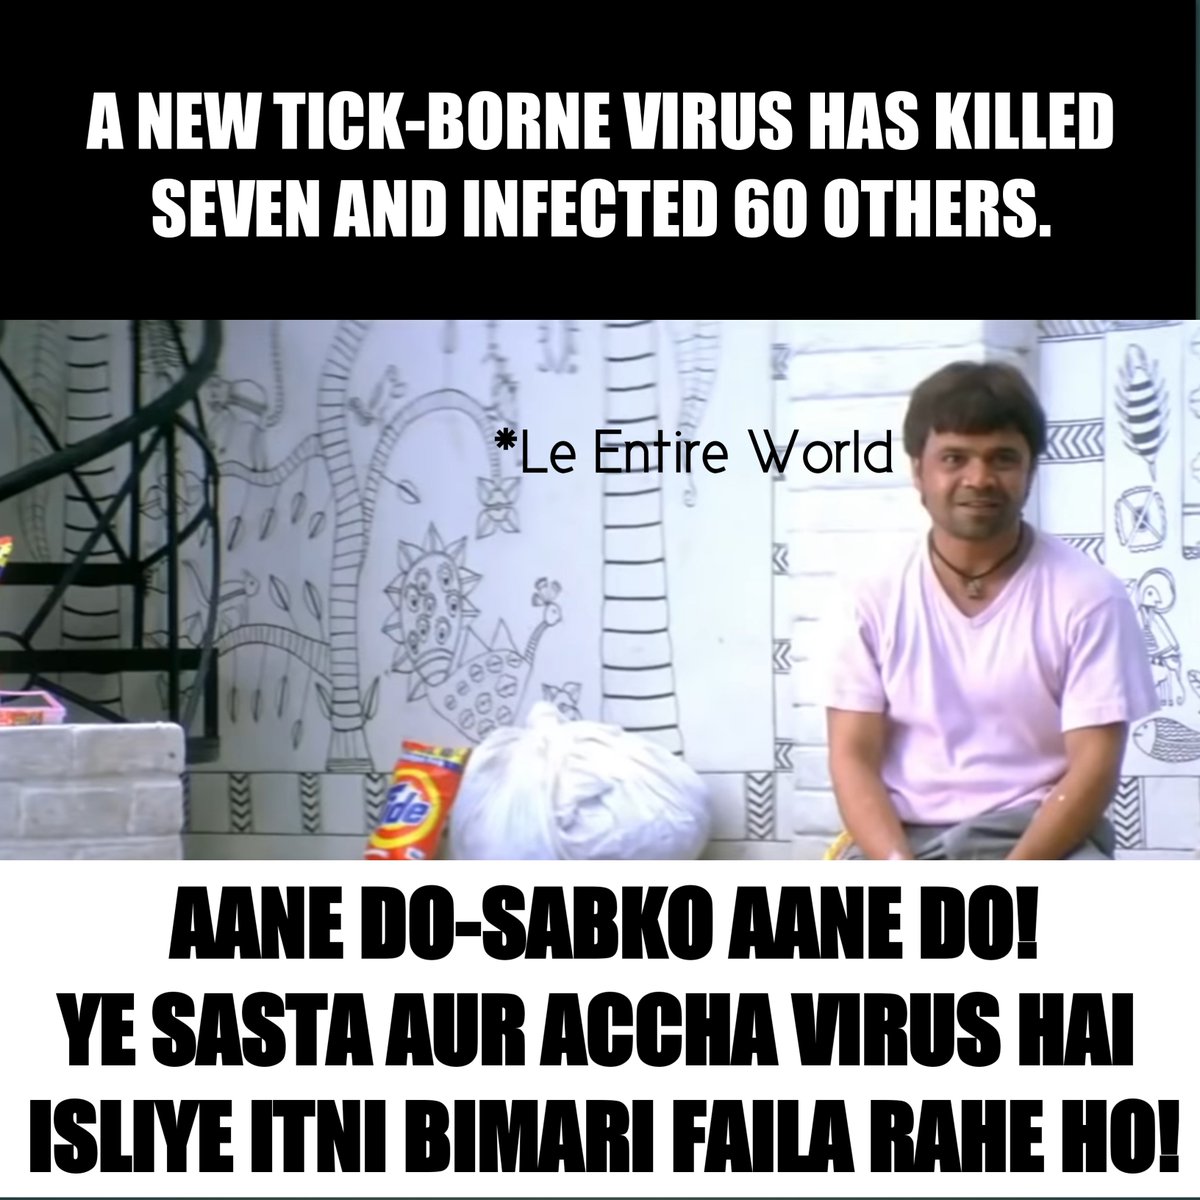 A NEW TICK-BORNE VIRUS HAS KILLED
SEVEN AND INFECTED 60 OTHERS.
*Le Entire World
Tide
AANE DO-SABKO AANE DO!
YE SASTA AUR ACCHA VIRUS HAI
ISLIYE ITNI BIMARI FAILA RAHE HO!